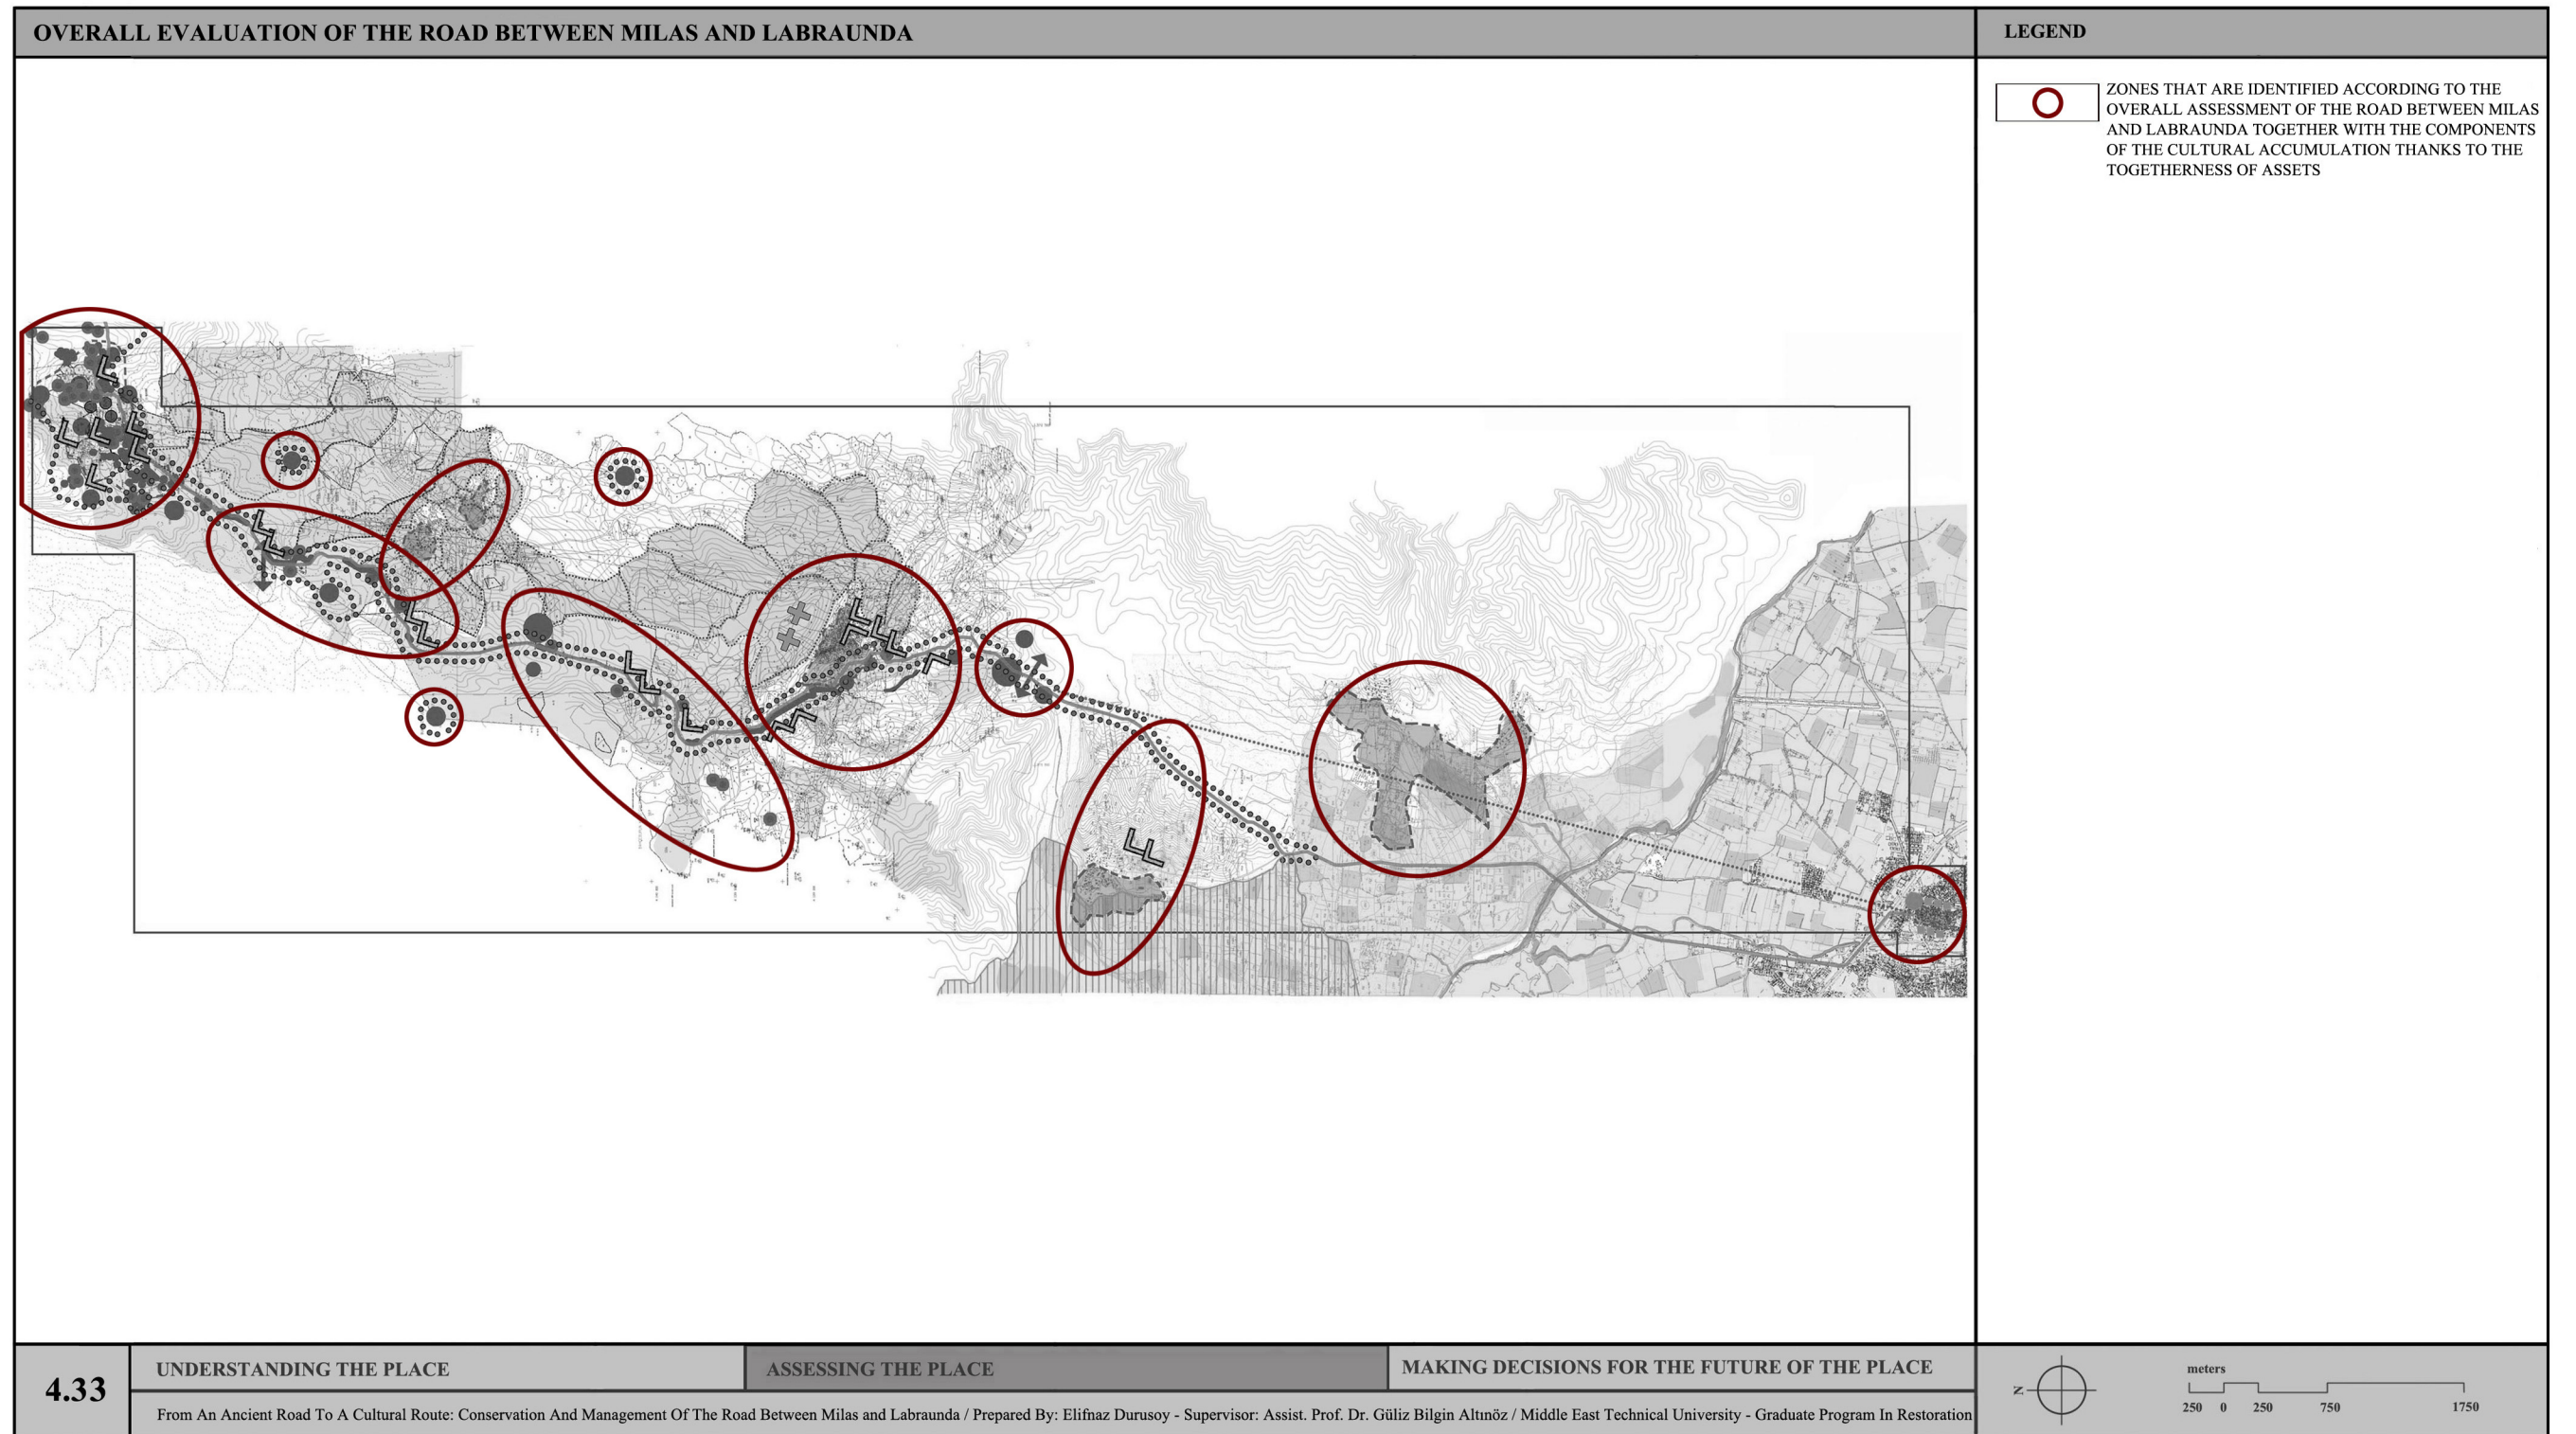 OVERALL EVALUATION OF THE ROAD BETWEEN MILAS AND LABRAUNDA
LEGEND
ZONES THAT ARE IDENTIFIED ACCORDING TO THE
OVERALL ASSESSMENT OF THE ROAD BETWEEN MILAS
AND LABRAUNDA TOGETHER WITH THE COMPONENTS
OF THE CULTURAL ACCUMULATION THANKS TO THE
TOGETHERNESS OF ASSETS
4.33
UNDERSTANDING THE PLACE
ASSESSING THE PLACE
MAKING DECISIONS FOR THE FUTURE OF THE PLACE
From An Ancient Road To A Cultural Route: Conservation And Management Of The Road Between Milas and Labraunda / Prepared By: Elifnaz Durusoy - Supervisor: Assist. Prof. Dr. Güliz Bilgin Altınöz / Middle East Technical University - Graduate Program In Restoration
N
meters
250 0 250 750 1750